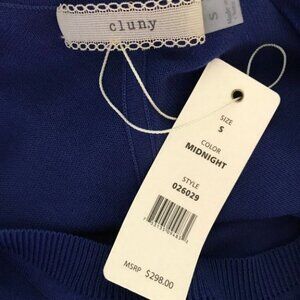 cluny
S
SIZE
S
COLOR
MIDNIGHT
STYLE
026029
MSRP $298.00